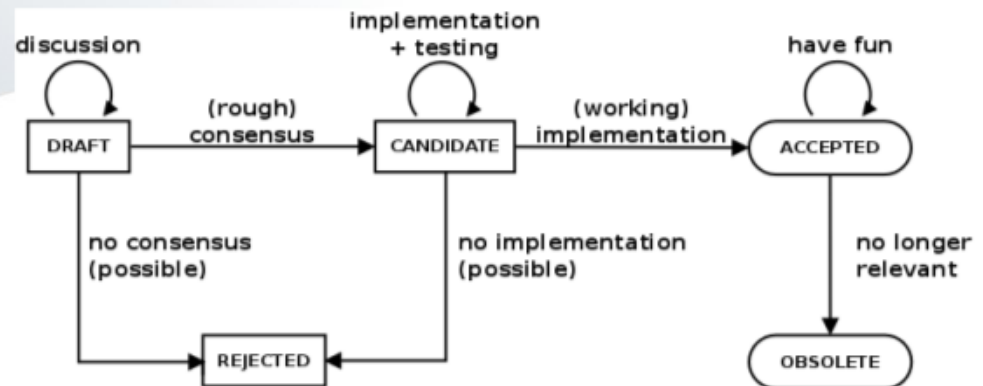 discussion
implementation
+ testing
have fun
(rough)
consensus
(working)
implementation
DRAFT
CANDIDATE
ACCEPTED
no consensus
(possible)
no implementation
(possible)
no longer
relevant
REJECTED
OBSOLETE